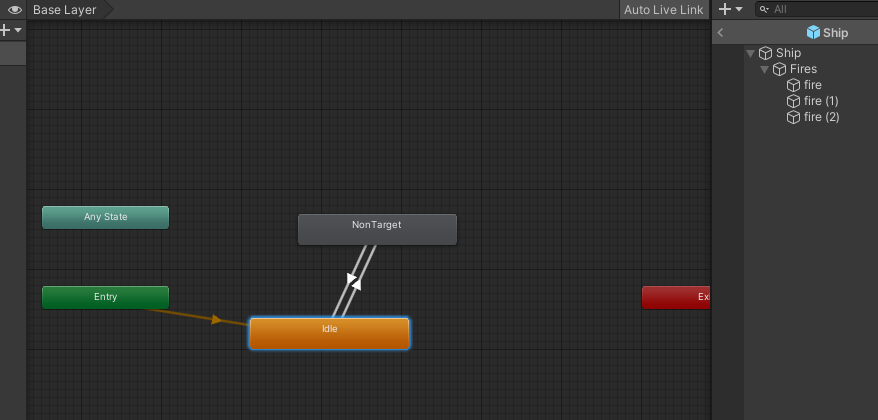 Base Layer
Auto Live Link
All
Ship
Ship
Fires
fire
fire (1)
fire (2)
Any State
NonTarget
Entry
Exi
Idle